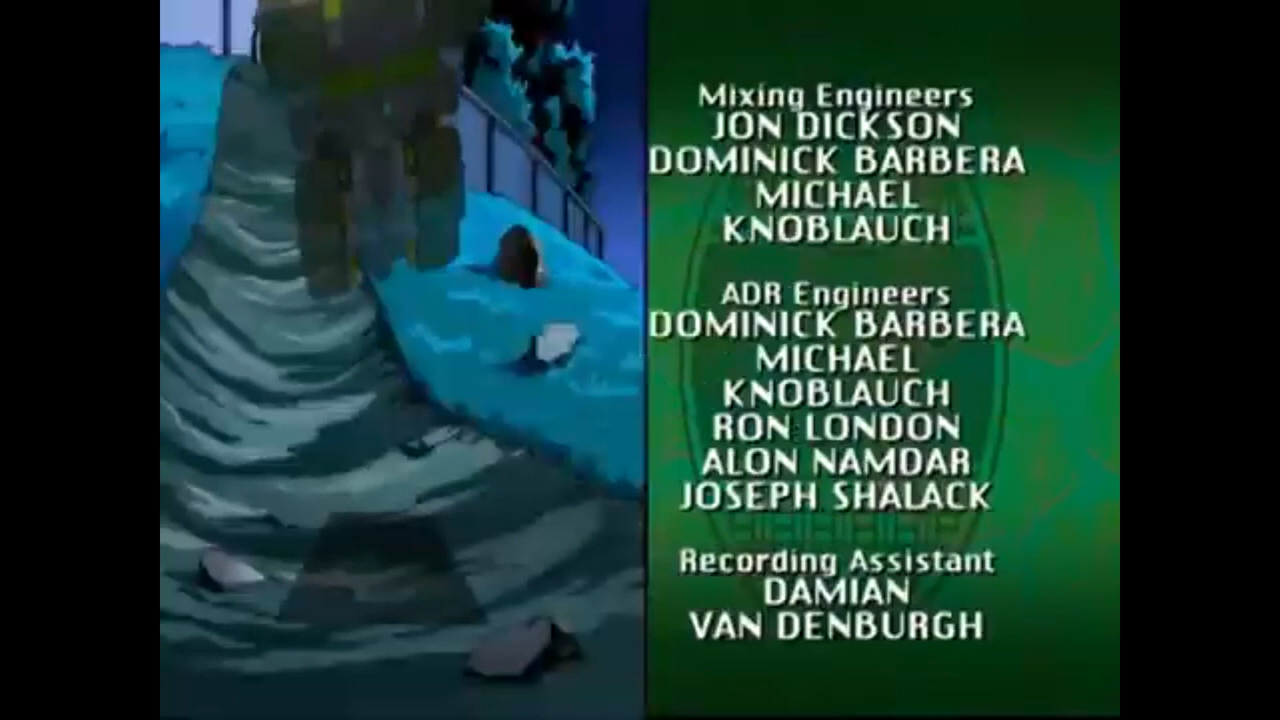 Mixing Engineers
JON DICKSON
DOMINICK BARBERA
MICHAEL
KNOBLAUCH
ADR Engineers
DOMINICK BARBERA
MICHAEL
KNOBLAUCH
RON LONDON
ALON NAMDAR
JOSEPH SHALACK
Recording Assistant
DAMIAN
VAN DENBURGH